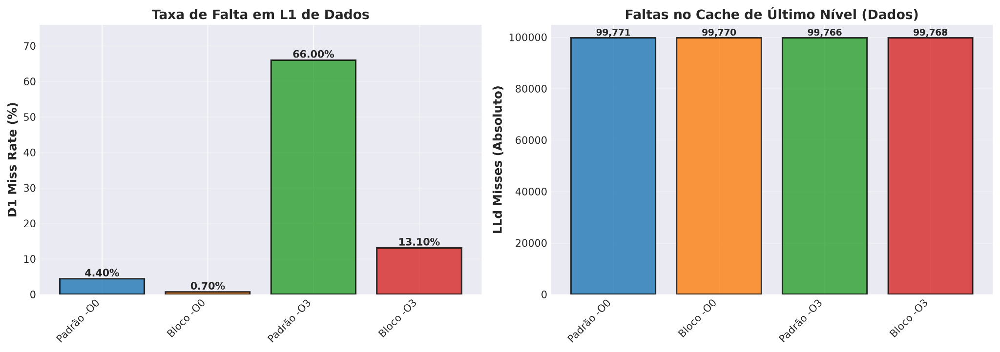 Taxa de Falta em L1 de Dados
D1 Miss Rate (%)
70
60
50
40
30
20
10
0
4.40%
0.70%
66.00%
13.10%
Padrão -O0
Bloco -O0
Padrão -O3
Bloco -O3
Faltas no Cache de Último Nível (Dados)
LLd Misses (Absoluto)
100000
80000
60000
40000
20000
0
99,771
99,770
99,766
99,768
Padrão -O0
Bloco -O0
Padrão -O3
Bloco -O3